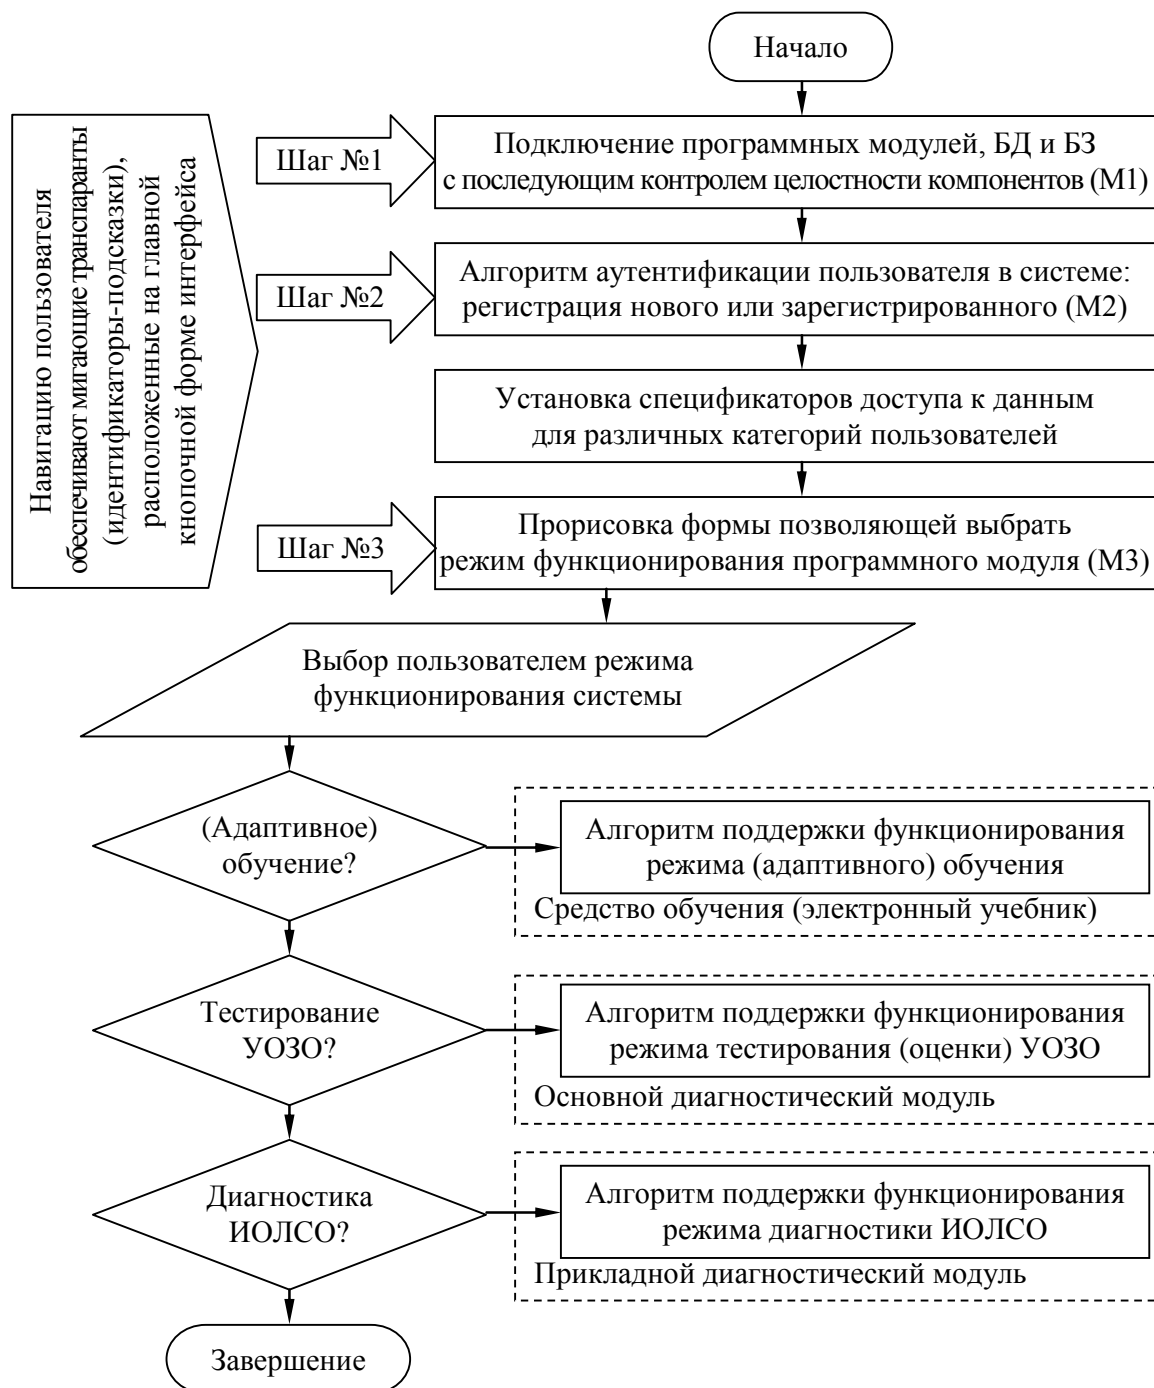 Начало
Навигацию пользователя
обеспечивают мигающие транспаранты
(идентификаторы-подсказки),
расположенные на главной
кнопочной форме интерфейса
Шаг №1
Подключение программных модулей, БД и БЗ
с последующим контролем целостности компонентов (М1)
Шаг №2
Алгоритм аутентификации пользователя в системе:
регистрация нового или зарегистрированного (М2)
Установка спецификаторов доступа к данным
для различных категорий пользователей
Шаг №3
Прорисовка формы позволяющей выбрать
режим функционирования программного модуля (М3)
Выбор пользователем режима
функционирования системы
(Адаптивное)
обучение?
Алгоритм поддержки функционирования
режима (адаптивного) обучения
Средство обучения (электронный учебник)
Тестирование
УОЗО?
Алгоритм поддержки функционирования
режима тестирования (оценки) УОЗО
Основной диагностический модуль
Диагностика
ИОЛСО?
Алгоритм поддержки функционирования
режима диагностики ИОЛСО
Прикладной диагностический модуль
Завершение